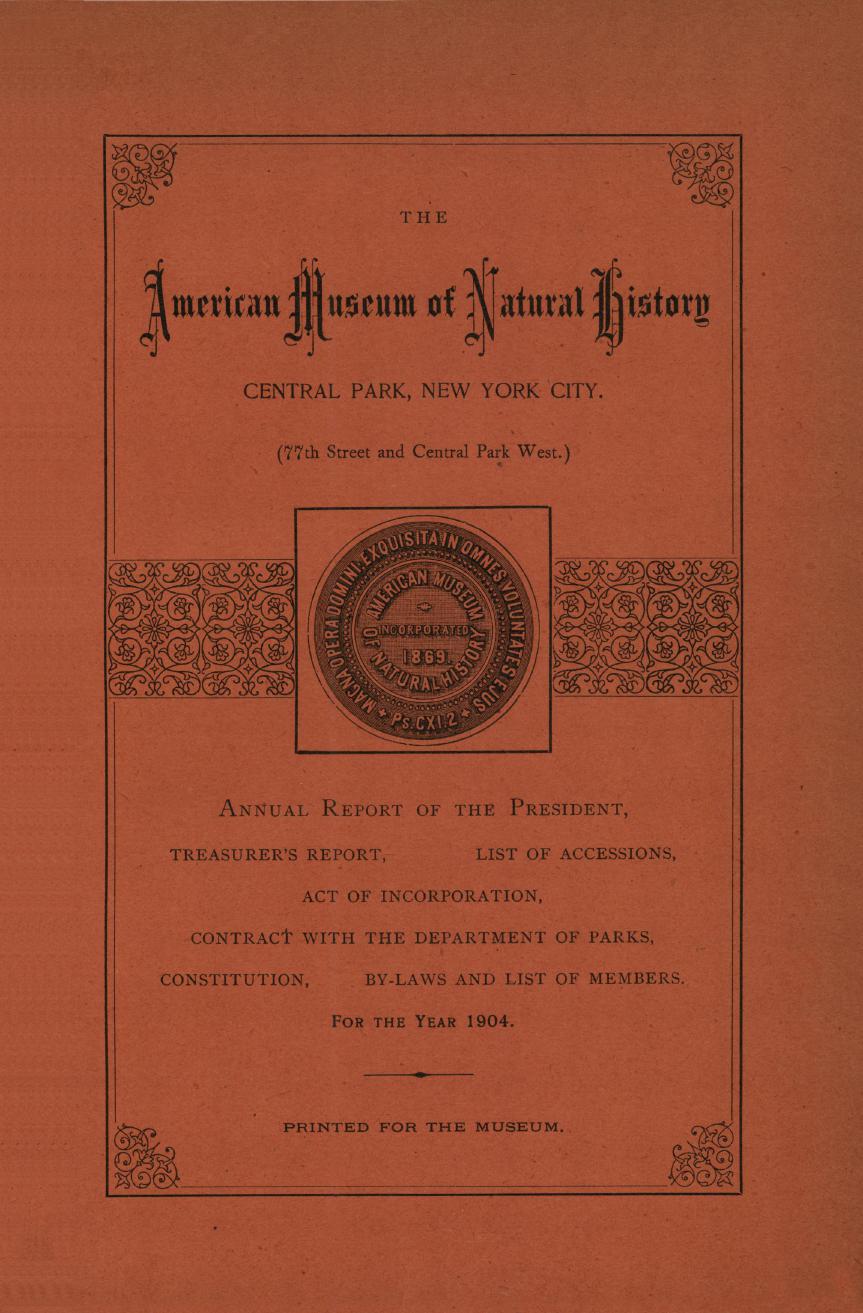 THE
American Museum of Natural History
CENTRAL PARK, NEW YORK CITY.
(77th Street and Central Park West.)
MAGNA OPERA DOMINI: EXQUISITA IN OMNES VOLUNTATES EJUS
Ps. CXI. 2
AMERICAN MUSEUM
INCORPORATED
1869.
OF NATURAL HISTORY
ANNUAL REPORT OF THE PRESIDENT,
TREASURER'S REPORT, LIST OF ACCESSIONS,
ACT OF INCORPORATION,
CONTRACT WITH THE DEPARTMENT OF PARKS,
CONSTITUTION, BY-LAWS AND LIST OF MEMBERS.
FOR THE YEAR 1904.
PRINTED FOR THE MUSEUM.